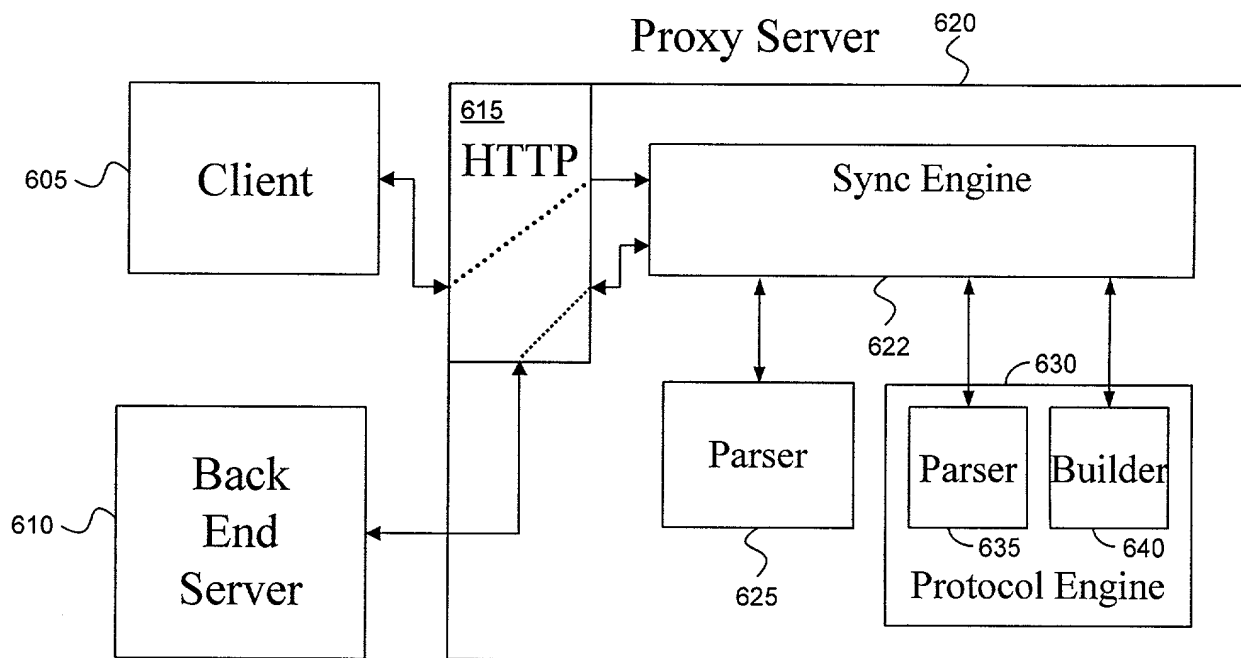 Proxy Server
620
615
HTTP
605
Client
Sync Engine
622
630
610
Back
End
Server
Parser
625
Parser
Builder
635
640
Protocol Engine